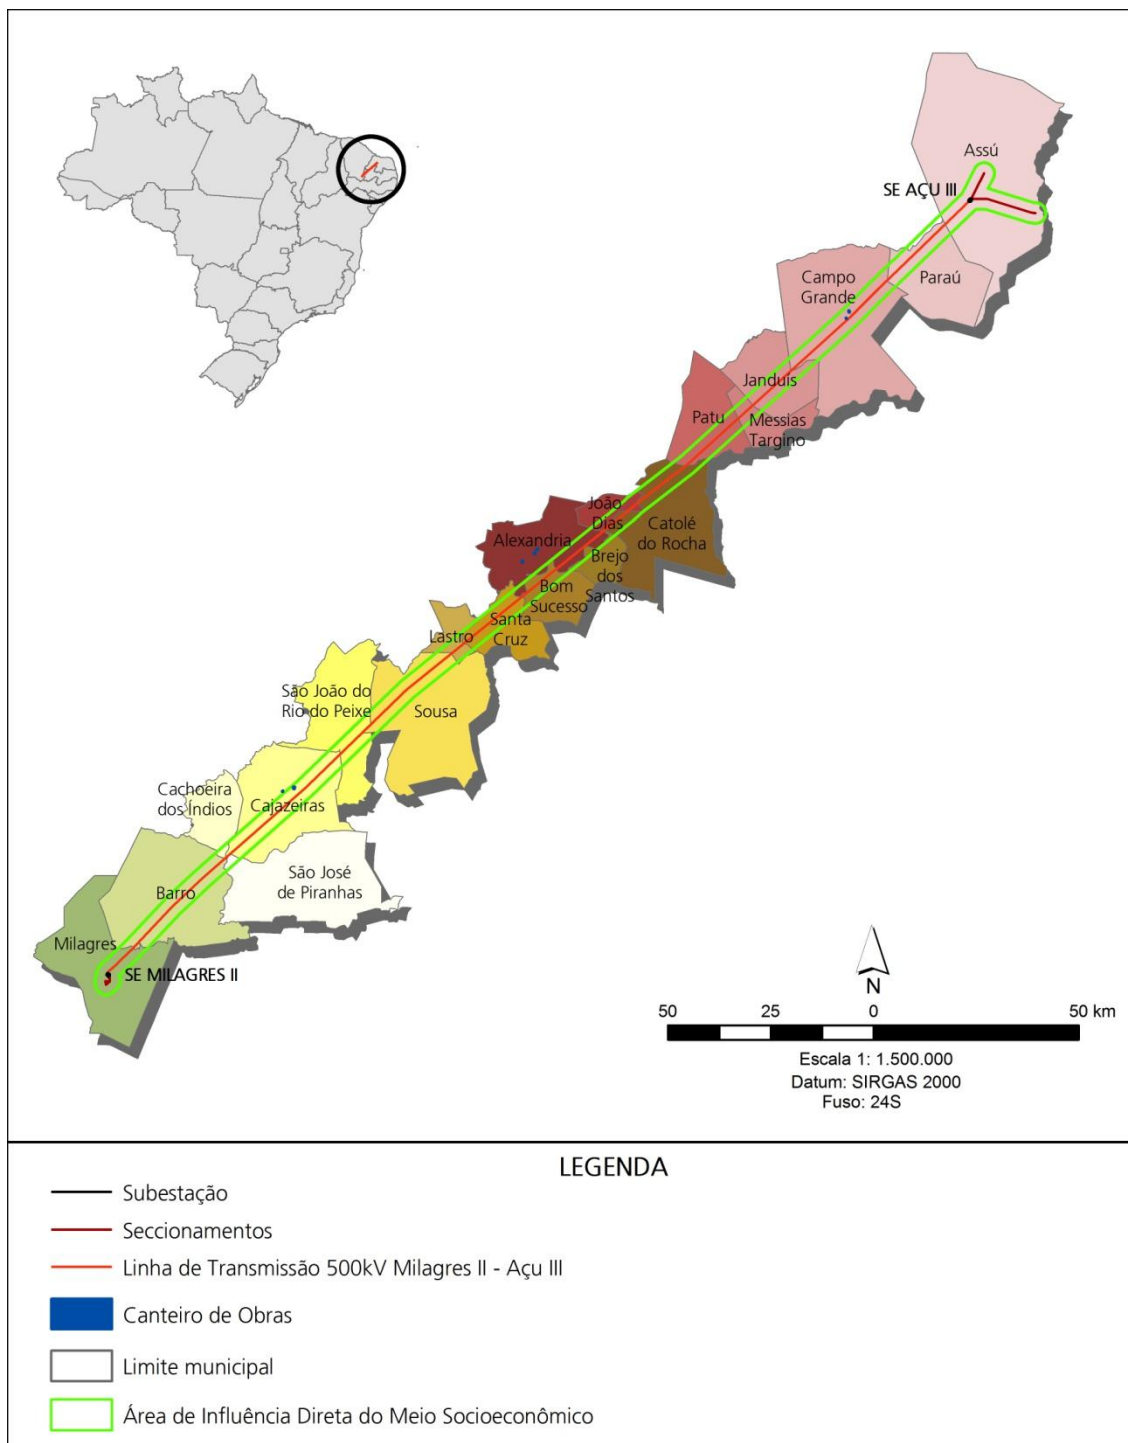 Assú
SE AÇU III
Campo
Grande
Paraú
Janduis
Patu
Messias
Targino
João
Dias
Alexandria
Catolé
do Rocha
Brejo
dos
Santos
Bom
Sucesso
Santa
Cruz
Lastro
São João do
Rio do Peixe
Sousa
Cachoeira
dos Índios
Cajazeiras
São José
de Piranhas
Barro
Milagres
SE MILAGRES II
N
50 25 0 50 km
Escala 1: 1.500.000
Datum: SIRGAS 2000
Fuso: 24S
LEGENDA
Subestação
Seccionamentos
Linha de Transmissão 500kV Milagres II - Açu III
Canteiro de Obras
Limite municipal
Área de Influência Direta do Meio Socioeconômico